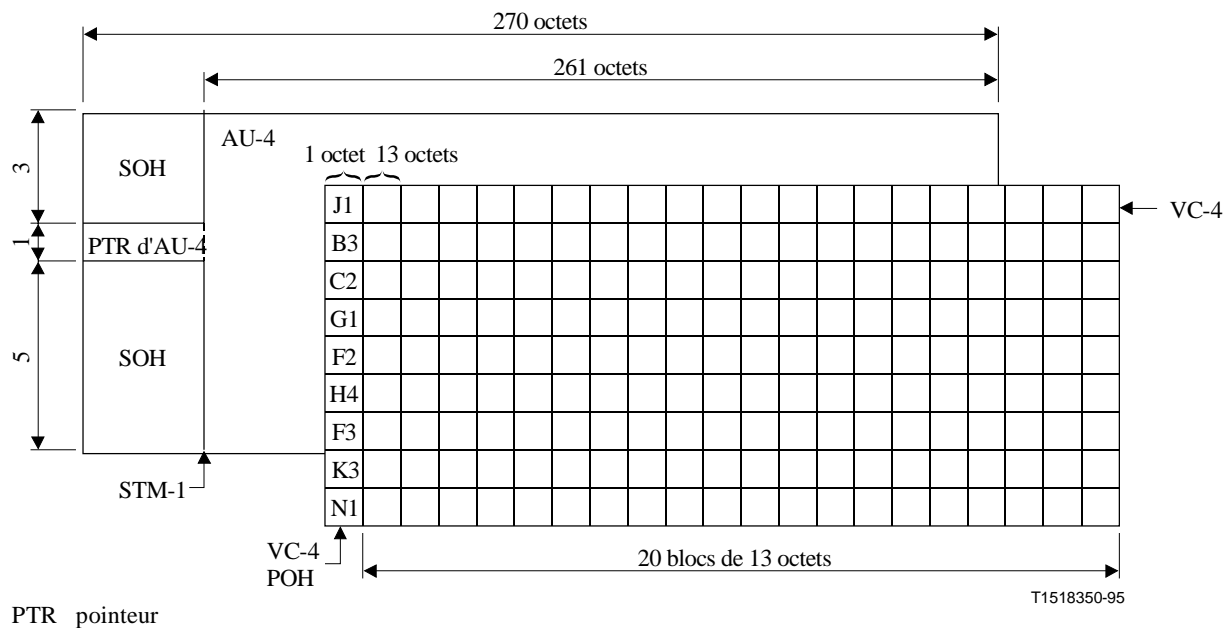 270 octets
261 octets
AU-4
1 octet 13 octets
3
SOH
J1
VC-4
1
PTR d'AU-4
B3
C2
G1
5
SOH
F2
H4
F3
K3
STM-1
N1
VC-4
POH
20 blocs de 13 octets
T1518350-95
PTR pointeur